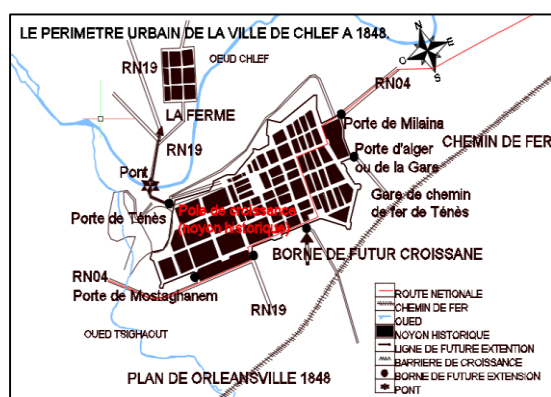 LE PERIMETRE URBAIN DE LA VILLE DE CHLEF A 1848.
N
E
O
S
RN19
OEUD CHLEF
RN04
LA FERME
Porte de Milaina
RN19
CHEMIN DE FER
Porte d'alger
ou de la Gare
Pont
Gare de chemin
de fer de Ténès
Porte de Ténès
Pole de croissance
(noyon historique)
BORNE DE FUTUR CROISSANE
RN04
Porte de Mostaghanem
RN19
OUED TSIGHAOUT
PLAN DE ORLEANSVILLE 1848
ROUTE NETIONALE
CHEMIN DE FER
OUED
NOYON HISTORIQUE
LIGNE DE FUTURE EXTENTION
BARRIERE DE CROISSANCE
BORNE DE FUTURE EXTENSION
PONT